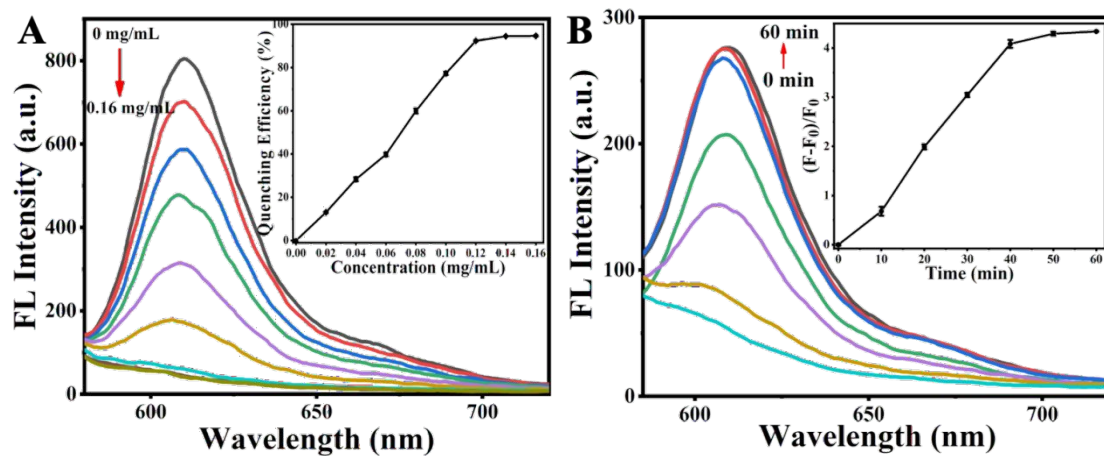 A
0 mg/mL
0.16 mg/mL
FL Intensity (a.u.)
800
600
400
200
0
600
650
700
Wavelength (nm)
Quenching Efficiency (%)
100
80
60
40
20
0
0.00 0.02 0.04 0.06 0.08 0.10 0.12 0.14 0.16
Concentration (mg/mL)
B
60 min
0 min
FL Intensity (a.u.)
300
200
100
0
600
650
700
Wavelength (nm)
(F-F0)/F0
4
2
0
0 10 20 30 40 50 60
Time (min)